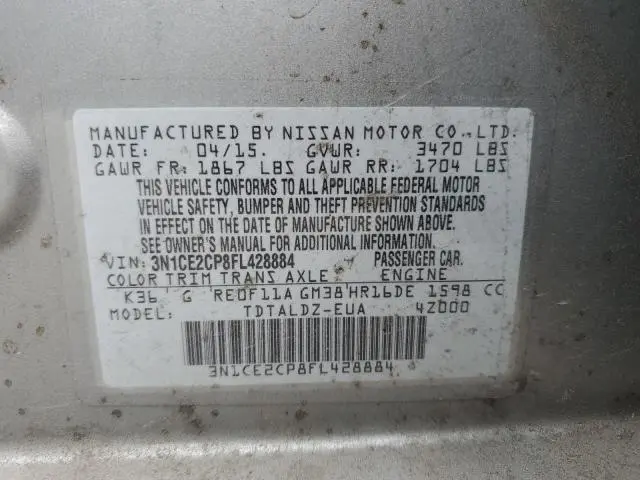 MANUFACTURED BY NISSAN MOTOR CO., LTD.
DATE: 04/15. GVWR: 3470 LBS
GAWR FR: 1867 LBS GAWR RR: 1704 LBS
THIS VEHICLE CONFORMS TO ALL APPLICABLE FEDERAL MOTOR
VEHICLE SAFETY, BUMPER AND THEFT PREVENTION STANDARDS
IN EFFECT ON THE DATE OF MANUFACTURE SHOWN ABOVE.
SEE OWNER'S MANUAL FOR ADDITIONAL INFORMATION.
VIN: 3N1CE2CP8FL428884 PASSENGER CAR.
COLOR TRIM TRANS AXLE ENGINE
K36 G RE0F11A GM38 HR16DE 1598 CC
MODEL: TDTALDZ-EUA 4Z000
3N1CE2CP8FL428884